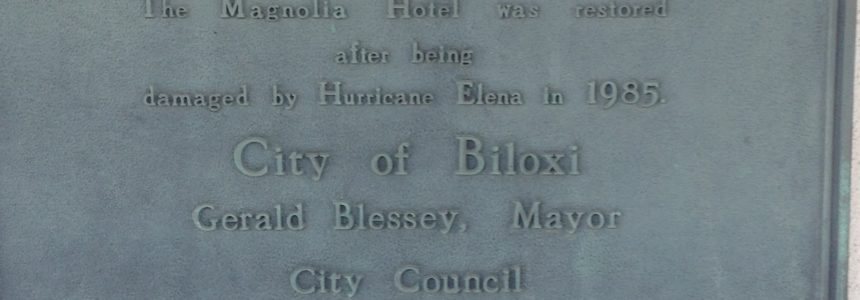 The Magnolia Hotel was restored
after being
damaged by Hurricane Elena in 1985.
City of Biloxi
Gerald Blessey, Mayor
City Council